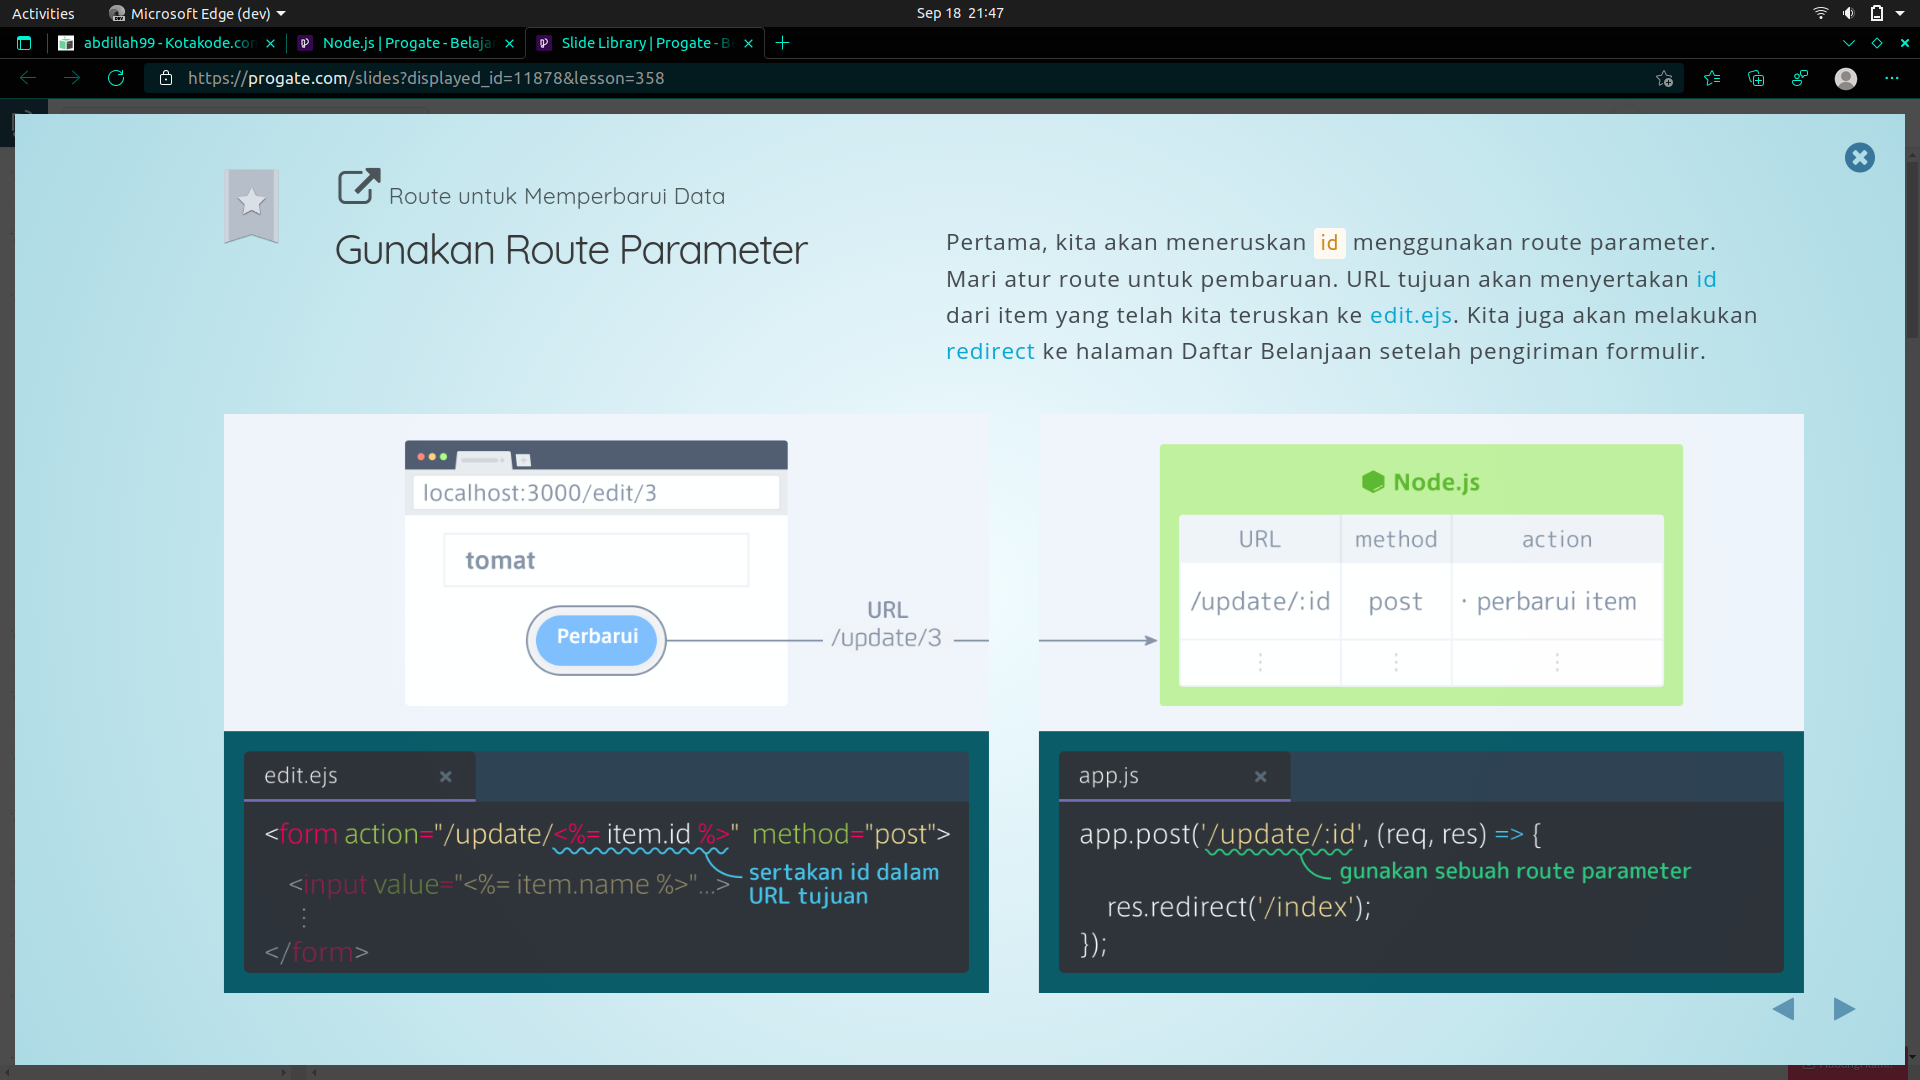 Activities
Microsoft Edge (dev)
Sep 18 21:47
abdillah99 - Kotakode.com
Node.js | Progate - Belaja
Slide Library | Progate - Be
https://progate.com/slides?displayed_id=11878&lesson=358
Route untuk Memperbarui Data
Gunakan Route Parameter
Pertama, kita akan meneruskan id menggunakan route parameter.
Mari atur route untuk pembaruan. URL tujuan akan menyertakan id
dari item yang telah kita teruskan ke edit.ejs. Kita juga akan melakukan
redirect ke halaman Daftar Belanjaan setelah pengiriman formulir.
localhost:3000/edit/3
tomat
Perbarui
URL
/update/3
Node.js
URL method action
/update/:id post · perbarui item
⋮ ⋮ ⋮
edit.ejs ×
<form action="/update/<%= item.id %>" method="post">
sertakan id dalam
URL tujuan
<input value="<%= item.name %>"...>
⋮
</form>
app.js ×
app.post('/update/:id', (req, res) => {
gunakan sebuah route parameter
res.redirect('/index');
});